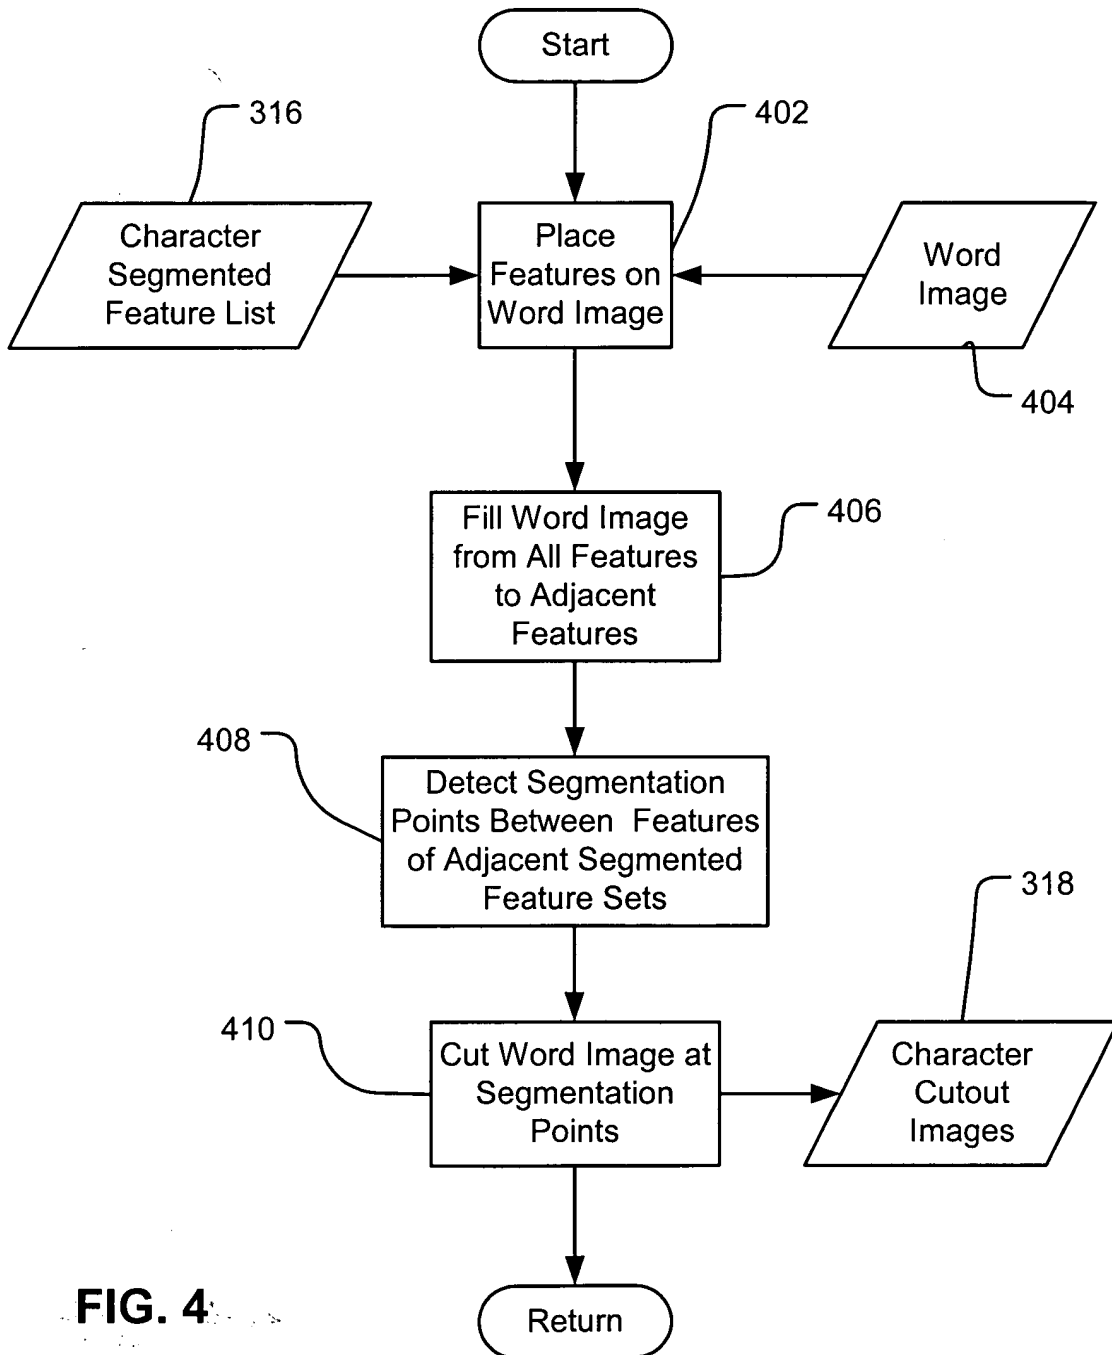 Start
316
402
Character
Segmented
Feature List
Place
Features on
Word Image
Word
Image
404
Fill Word Image
from All Features
to Adjacent
Features
406
408
Detect Segmentation
Points Between Features
of Adjacent Segmented
Feature Sets
318
410
Cut Word Image at
Segmentation
Points
Character
Cutout
Images
FIG. 4
Return